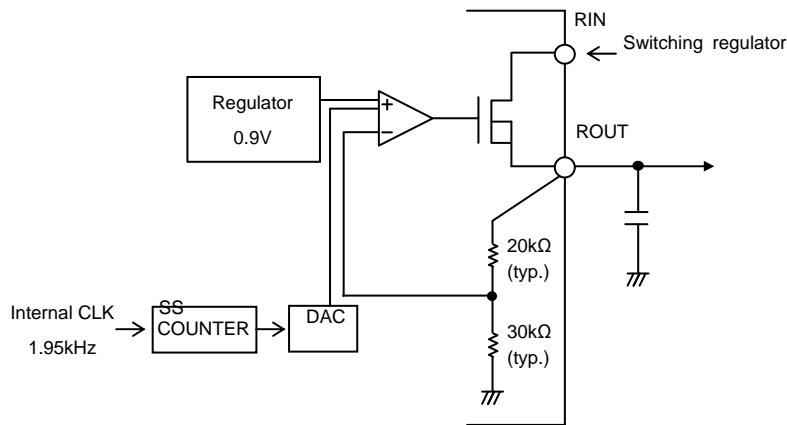 RIN
Switching regulator
Regulator
0.9V
+
−
ROUT
20kΩ
(typ.)
Internal CLK
1.95kHz
SS
COUNTER
DAC
30kΩ
(typ.)